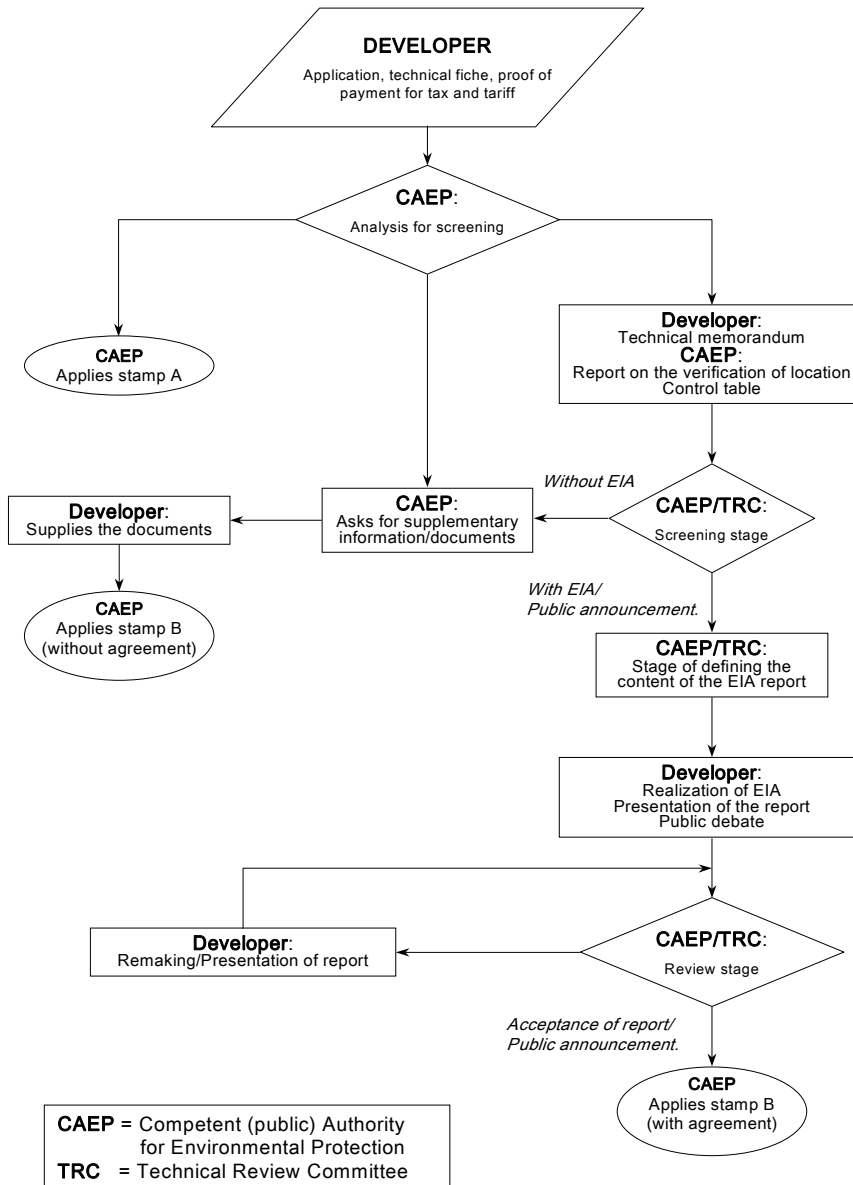 DEVELOPER
Application, technical fiche, proof of
payment for tax and tariff
CAEP:
Analysis for screening
CAEP
Applies stamp A
Developer:
Technical memorandum
CAEP:
Report on the verification of location
Control table
Without EIA
CAEP/TRC:
Screening stage
CAEP:
Asks for supplementary
information/documents
Developer:
Supplies the documents
CAEP
Applies stamp B
(without agreement)
With EIA/
Public announcement.
CAEP/TRC:
Stage of defining the
content of the EIA report
Developer:
Realization of EIA
Presentation of the report
Public debate
CAEP/TRC:
Review stage
Developer:
Remaking/Presentation of report
Acceptance of report/
Public announcement.
CAEP
Applies stamp B
(with agreement)
CAEP = Competent (public) Authority
for Environmental Protection
TRC = Technical Review Committee